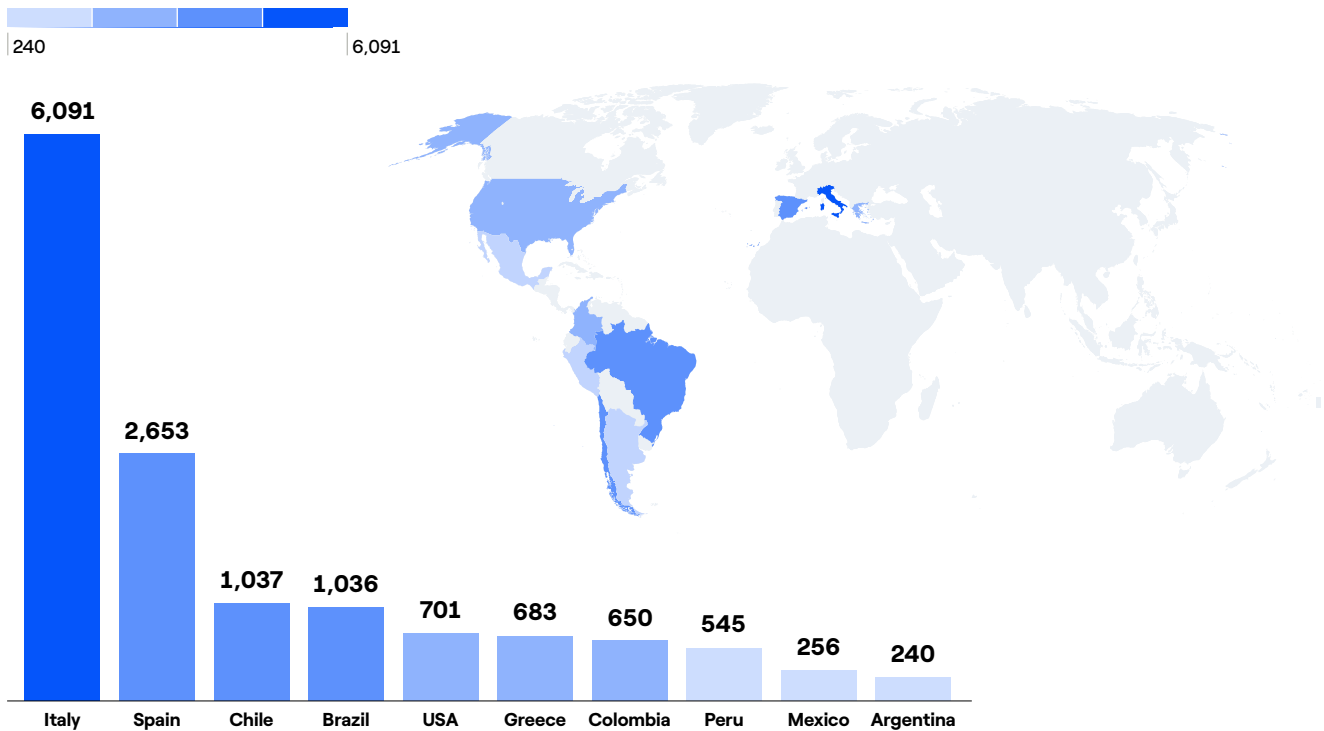 240
6,091
6,091
2,653
1,037
1,036
701
683
650
545
256
240
Italy
Spain
Chile
Brazil
USA
Greece
Colombia
Peru
Mexico
Argentina